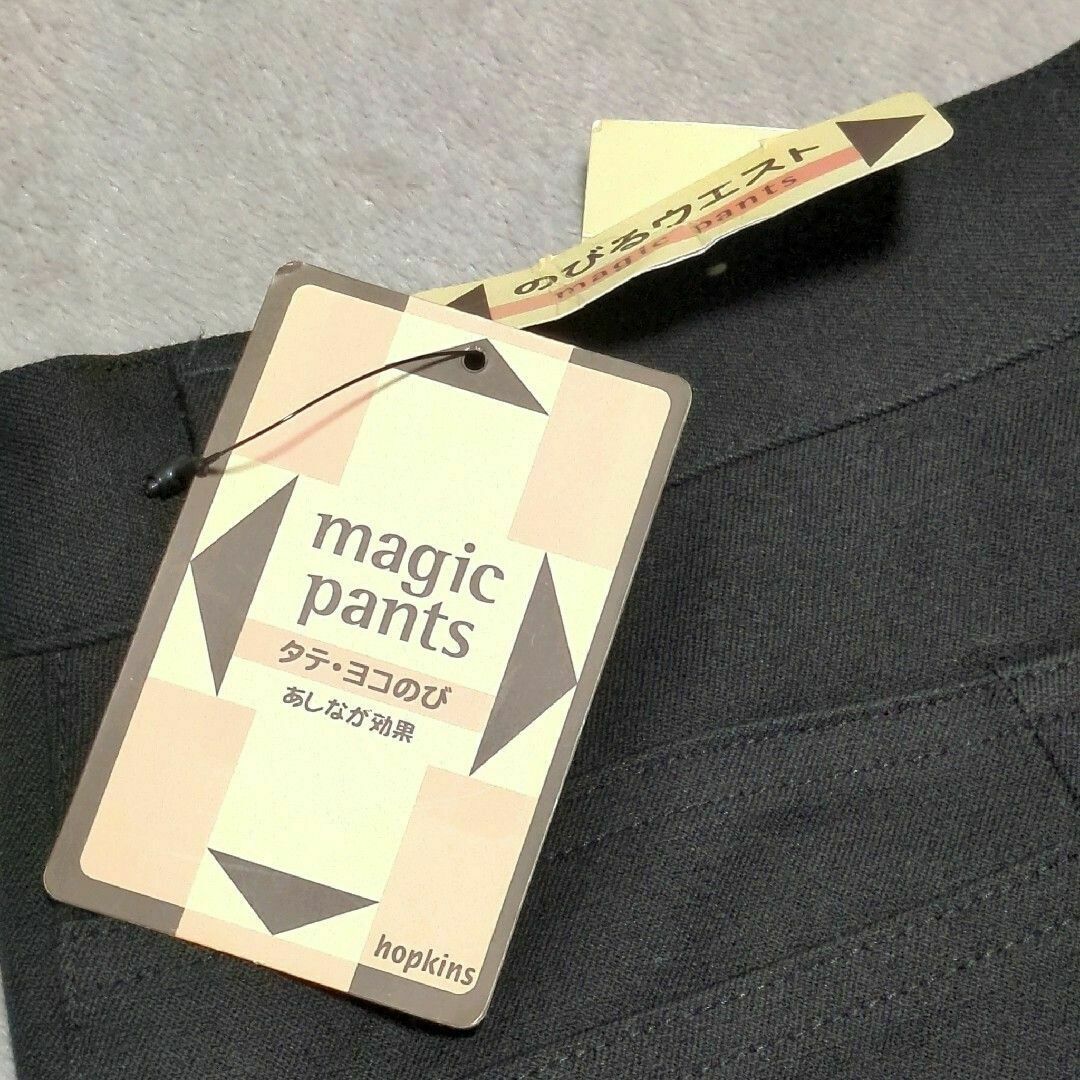 のびるウエスト
magic pants
magic
pants
タテ・ヨコのび
あしなが効果
hopkins